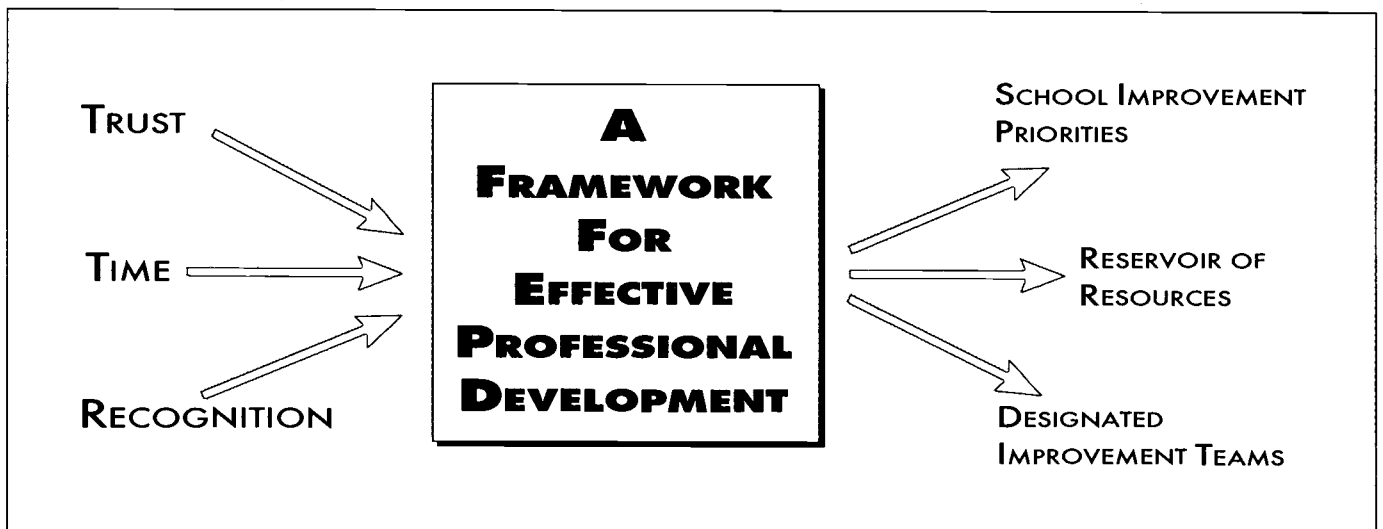 TRUST
TIME
RECOGNITION
A
FRAMEWORK
FOR
EFFECTIVE
PROFESSIONAL
DEVELOPMENT
SCHOOL IMPROVEMENT
PRIORITIES
RESERVOIR OF
RESOURCES
DESIGNATED
IMPROVEMENT TEAMS